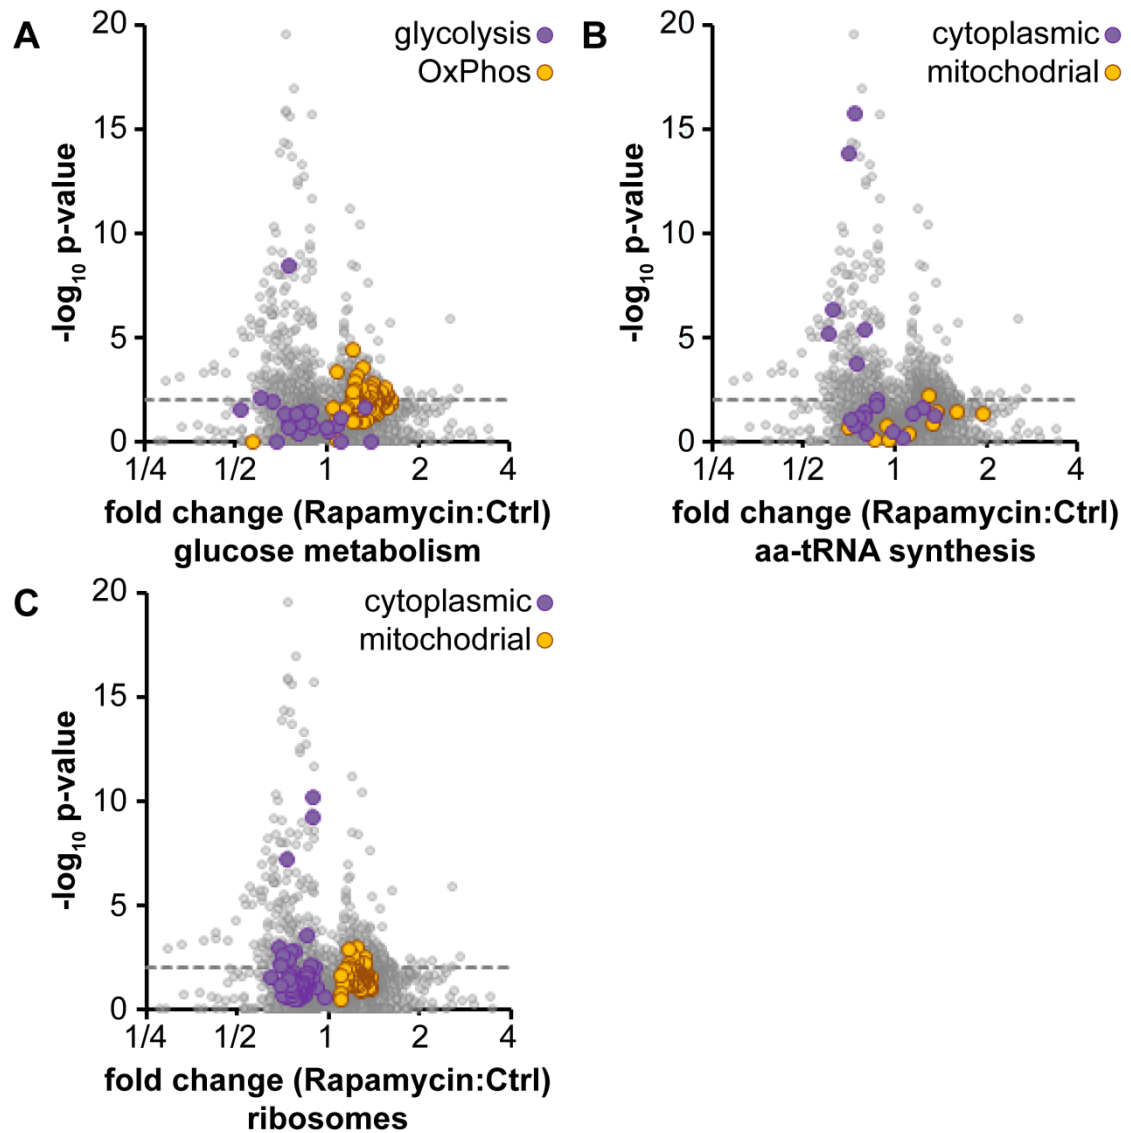 A
20
15
10
5
0
-log10 p-value
glycolysis
OxPhos
1/4
1/2
1
2
4
fold change (Rapamycin:Ctrl)
glucose metabolism
B
20
15
10
5
0
-log10 p-value
cytoplasmic
mitochodrial
1/4
1/2
1
2
4
fold change (Rapamycin:Ctrl)
aa-tRNA synthesis
C
20
15
10
5
0
-log10 p-value
cytoplasmic
mitochodrial
1/4
1/2
1
2
4
fold change (Rapamycin:Ctrl)
ribosomes